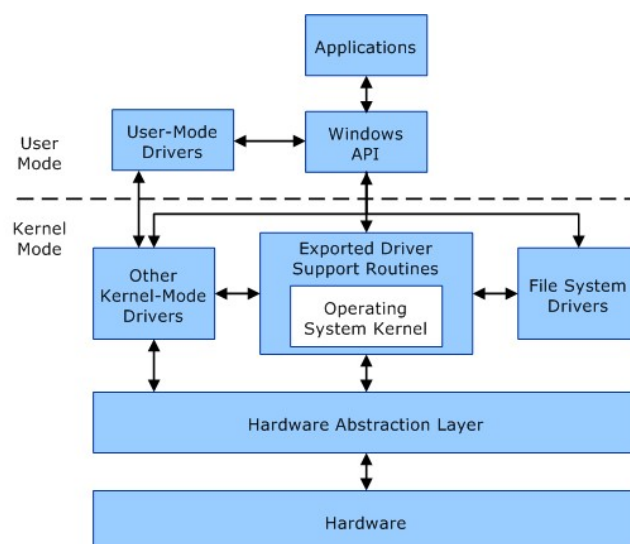 Applications
User-Mode
Drivers
Windows
API
User
Mode
Kernel
Mode
Other
Kernel-Mode
Drivers
Exported Driver
Support Routines
Operating
System Kernel
File System
Drivers
Hardware Abstraction Layer
Hardware